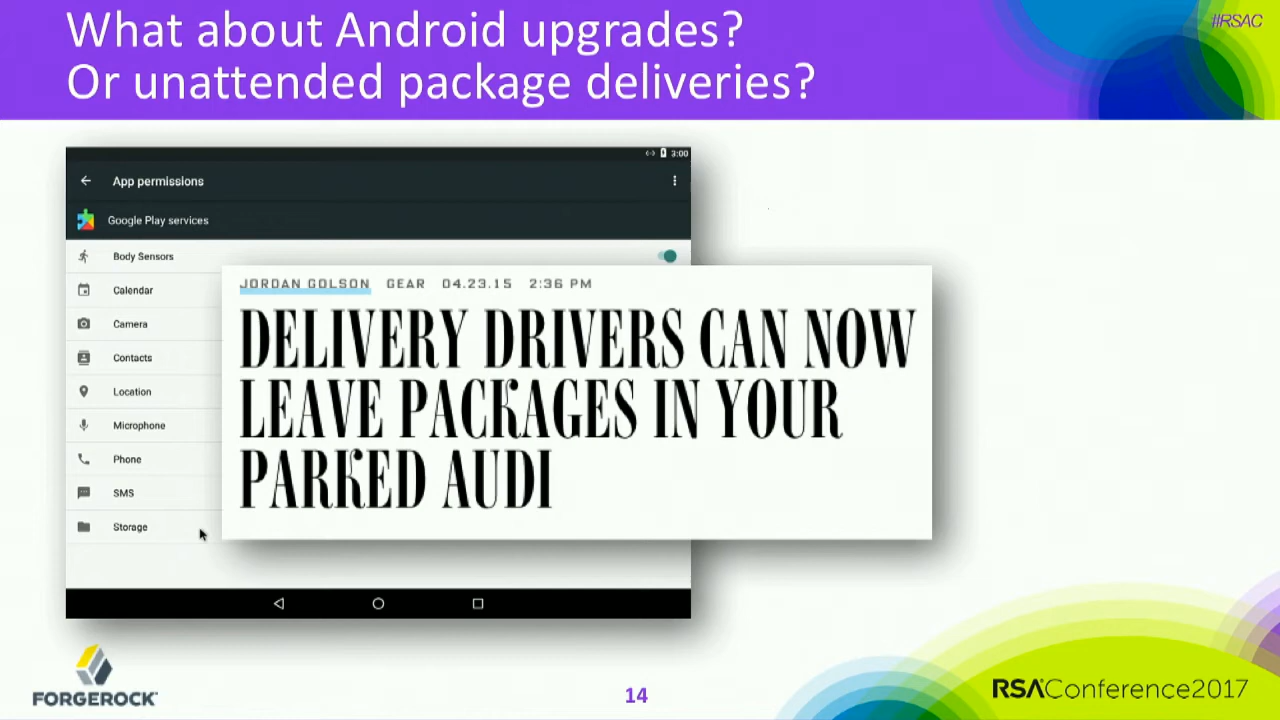 What about Android upgrades?
Or unattended package deliveries?
#RSAC
3:00
App permissions
Google Play services
Body Sensors
Calendar
Camera
Contacts
Location
Microphone
Phone
SMS
Storage
JORDAN GOLSON GEAR 04.23.15 2:36 PM
DELIVERY DRIVERS CAN NOW
LEAVE PACKAGES IN YOUR
PARKED AUDI
FORGEROCK
14
RSAConference2017